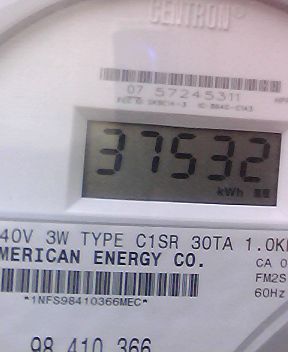 CENTRON®
07 57245311
37532
kWh
40V 3W TYPE C1SR 30TA 1.0K
MERICAN ENERGY CO.
CA 0
FM2S
60Hz
*1NFS98410366MEC*
98 410 366